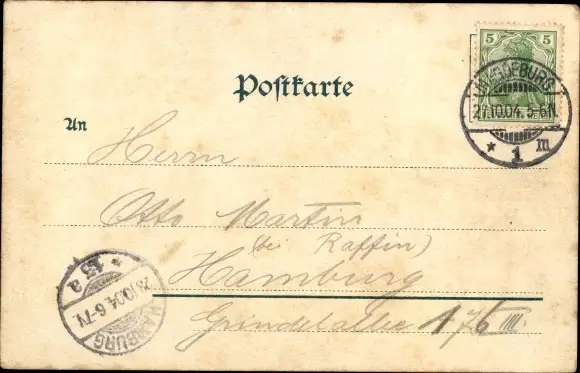 5
MAGDEBURG
27.10.04. 5-6N.
* 1 m
Postkarte
An
Herrn
Otto Martin
(bei Raffin)
Hamburg
Grindelallee 176 III.
HAMBURG
28.10.04. 6-7V
* 13 a